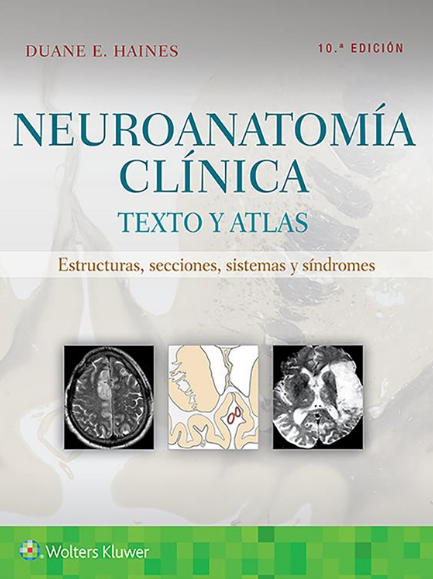 DUANE E. HAINES 10.ª EDICIÓN
NEUROANATOMÍA
CLÍNICA
TEXTO Y ATLAS
Estructuras, secciones, sistemas y síndromes
Wolters Kluwer